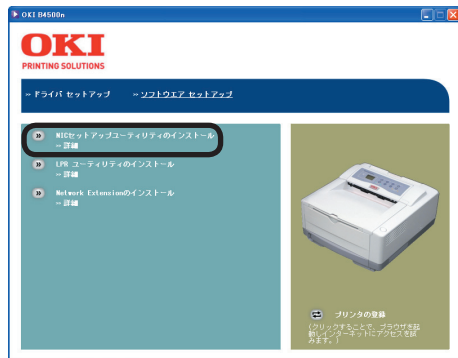 OKI B4500n
OKI
PRINTING SOLUTIONS
» ドライバ セットアップ » ソフトウエア セットアップ
» NICセットアップユーティリティのインストール
» 詳細
» LPR ユーティリティのインストール
» 詳細
» Network Extensionのインストール
» 詳細
プリンタの登録
(クリックすることで、ブラウザを起
動しインターネットにアクセスを試
みます。)